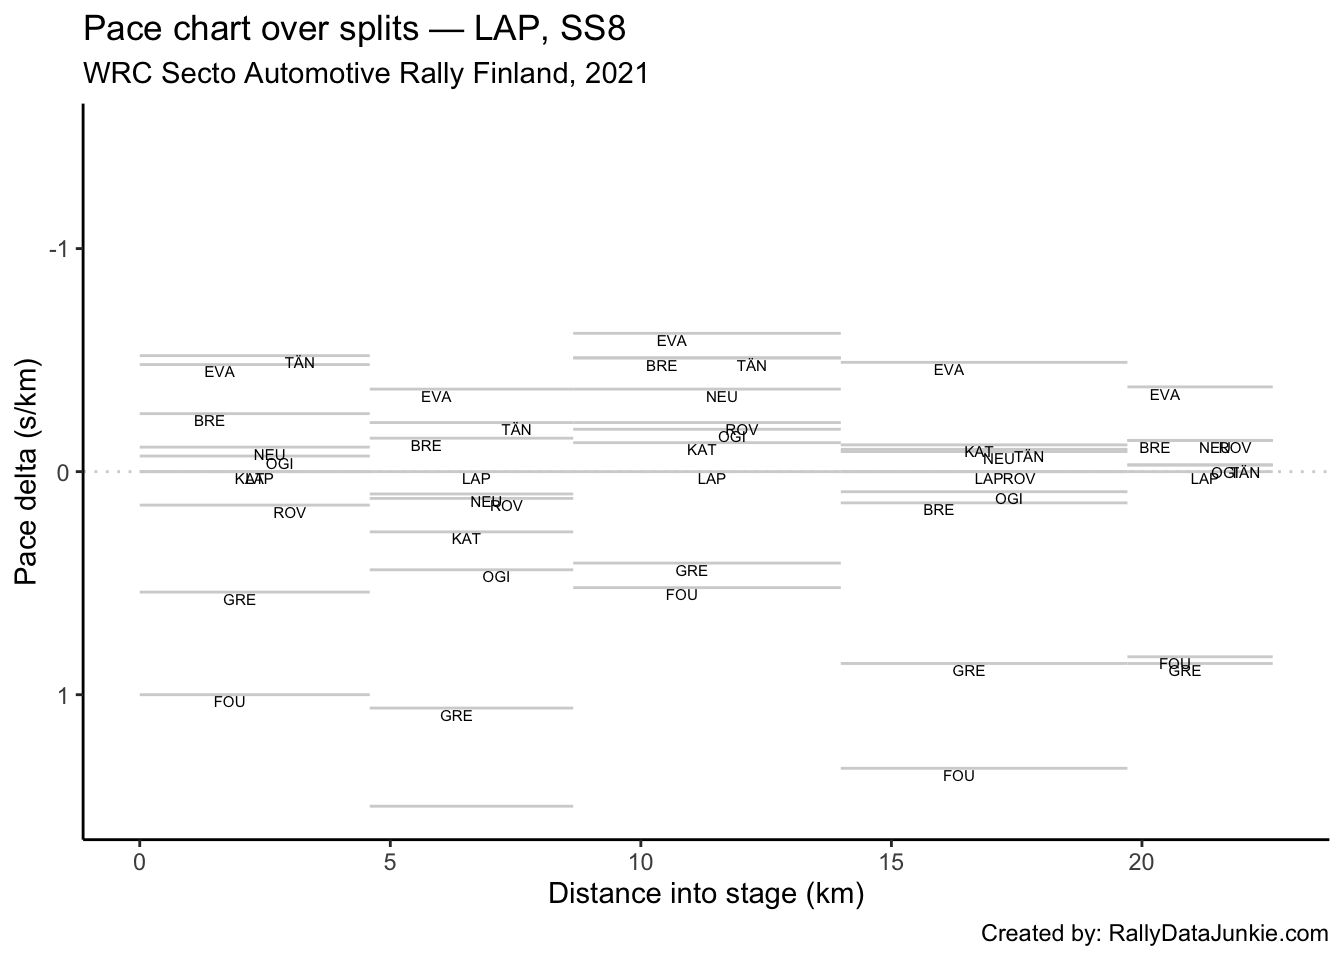 Pace chart over splits — LAP, SS8
WRC Secto Automotive Rally Finland, 2021
Pace delta (s/km)
-1
0
1
EVA
TÄN
BRE
NEU
OGI
KAT
LAP
ROV
GRE
FOU
EVA
TÄN
BRE
LAP
NEU
ROV
KAT
OGI
GRE
EVA
BRE
TÄN
NEU
ROV
OGI
KAT
LAP
GRE
FOU
EVA
KAT
NEU
TÄN
LAP
ROV
OGI
BRE
GRE
FOU
EVA
BRE
NEU
ROV
OGI
TÄN
LAP
FOU
GRE
0 5 10 15 20
Distance into stage (km)
Created by: RallyDataJunkie.com